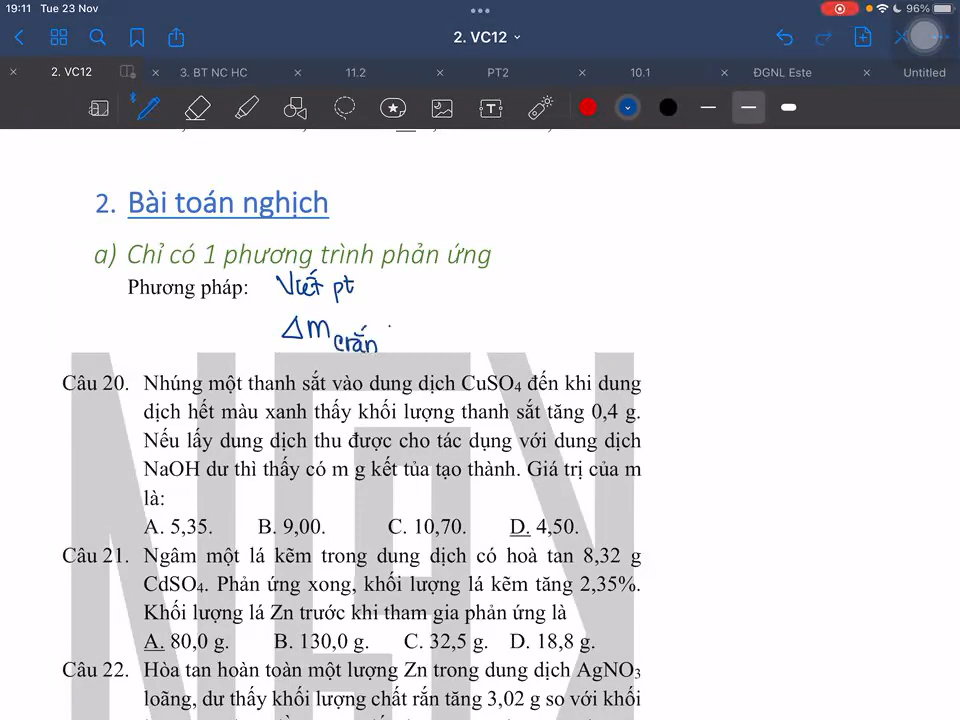 19:11 Tue 23 Nov 96%
2. VC12
2. VC12 3. BT NC HC 11.2 PT2 10.1 ĐGNL Este Untitled
2. Bài toán nghịch
a) Chỉ có 1 phương trình phản ứng
Phương pháp: Viết pt
Δm rắn
Câu 20. Nhúng một thanh sắt vào dung dịch CuSO₄ đến khi dung
dịch hết màu xanh thấy khối lượng thanh sắt tăng 0,4 g.
Nếu lấy dung dịch thu được cho tác dụng với dung dịch
NaOH dư thì thấy có m g kết tủa tạo thành. Giá trị của m
là:
A. 5,35. B. 9,00. C. 10,70. D. 4,50.
Câu 21. Ngâm một lá kẽm trong dung dịch có hoà tan 8,32 g
CdSO₄. Phản ứng xong, khối lượng lá kẽm tăng 2,35%.
Khối lượng lá Zn trước khi tham gia phản ứng là
A. 80,0 g. B. 130,0 g. C. 32,5 g. D. 18,8 g.
Câu 22. Hòa tan hoàn toàn một lượng Zn trong dung dịch AgNO₃
loãng, dư thấy khối lượng chất rắn tăng 3,02 g so với khối